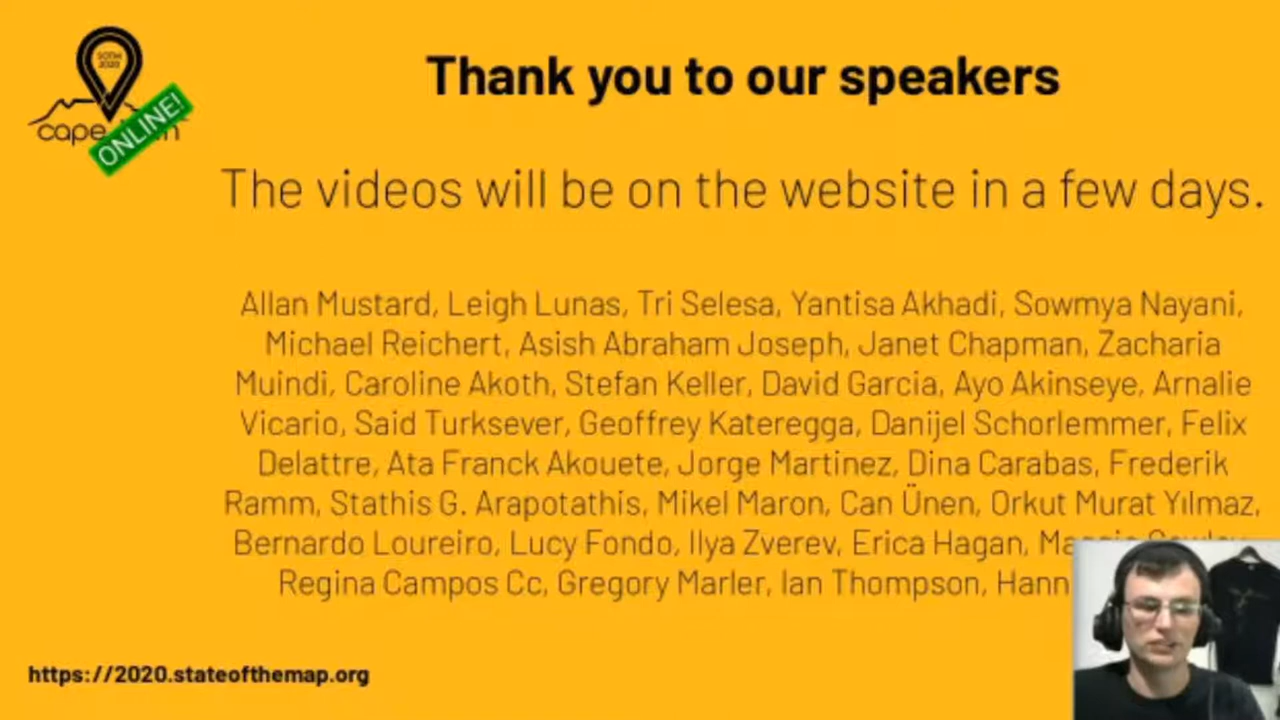 SOTM
2020
cape
ONLINE!
Thank you to our speakers
The videos will be on the website in a few days.
Allan Mustard, Leigh Lunas, Tri Selesa, Yantisa Akhadi, Sowmya Nayani,
Michael Reichert, Asish Abraham Joseph, Janet Chapman, Zacharia
Muindi, Caroline Akoth, Stefan Keller, David Garcia, Ayo Akinseye, Arnalie
Vicario, Said Turksever, Geoffrey Kateregga, Danijel Schorlemmer, Felix
Delattre, Ata Franck Akouete, Jorge Martinez, Dina Carabas, Frederik
Ramm, Stathis G. Arapotathis, Mikel Maron, Can Ünen, Orkut Murat Yılmaz,
Bernardo Loureiro, Lucy Fondo, Ilya Zverev, Erica Hagan,
Regina Campos Cc, Gregory Marler, Ian Thompson, Hann
https://2020.stateofthemap.org